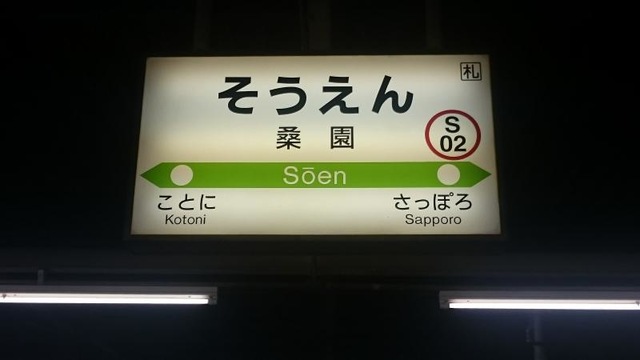 札
そうえん
桑園
S
02
Sōen
ことに
Kotoni
さっぽろ
Sapporo